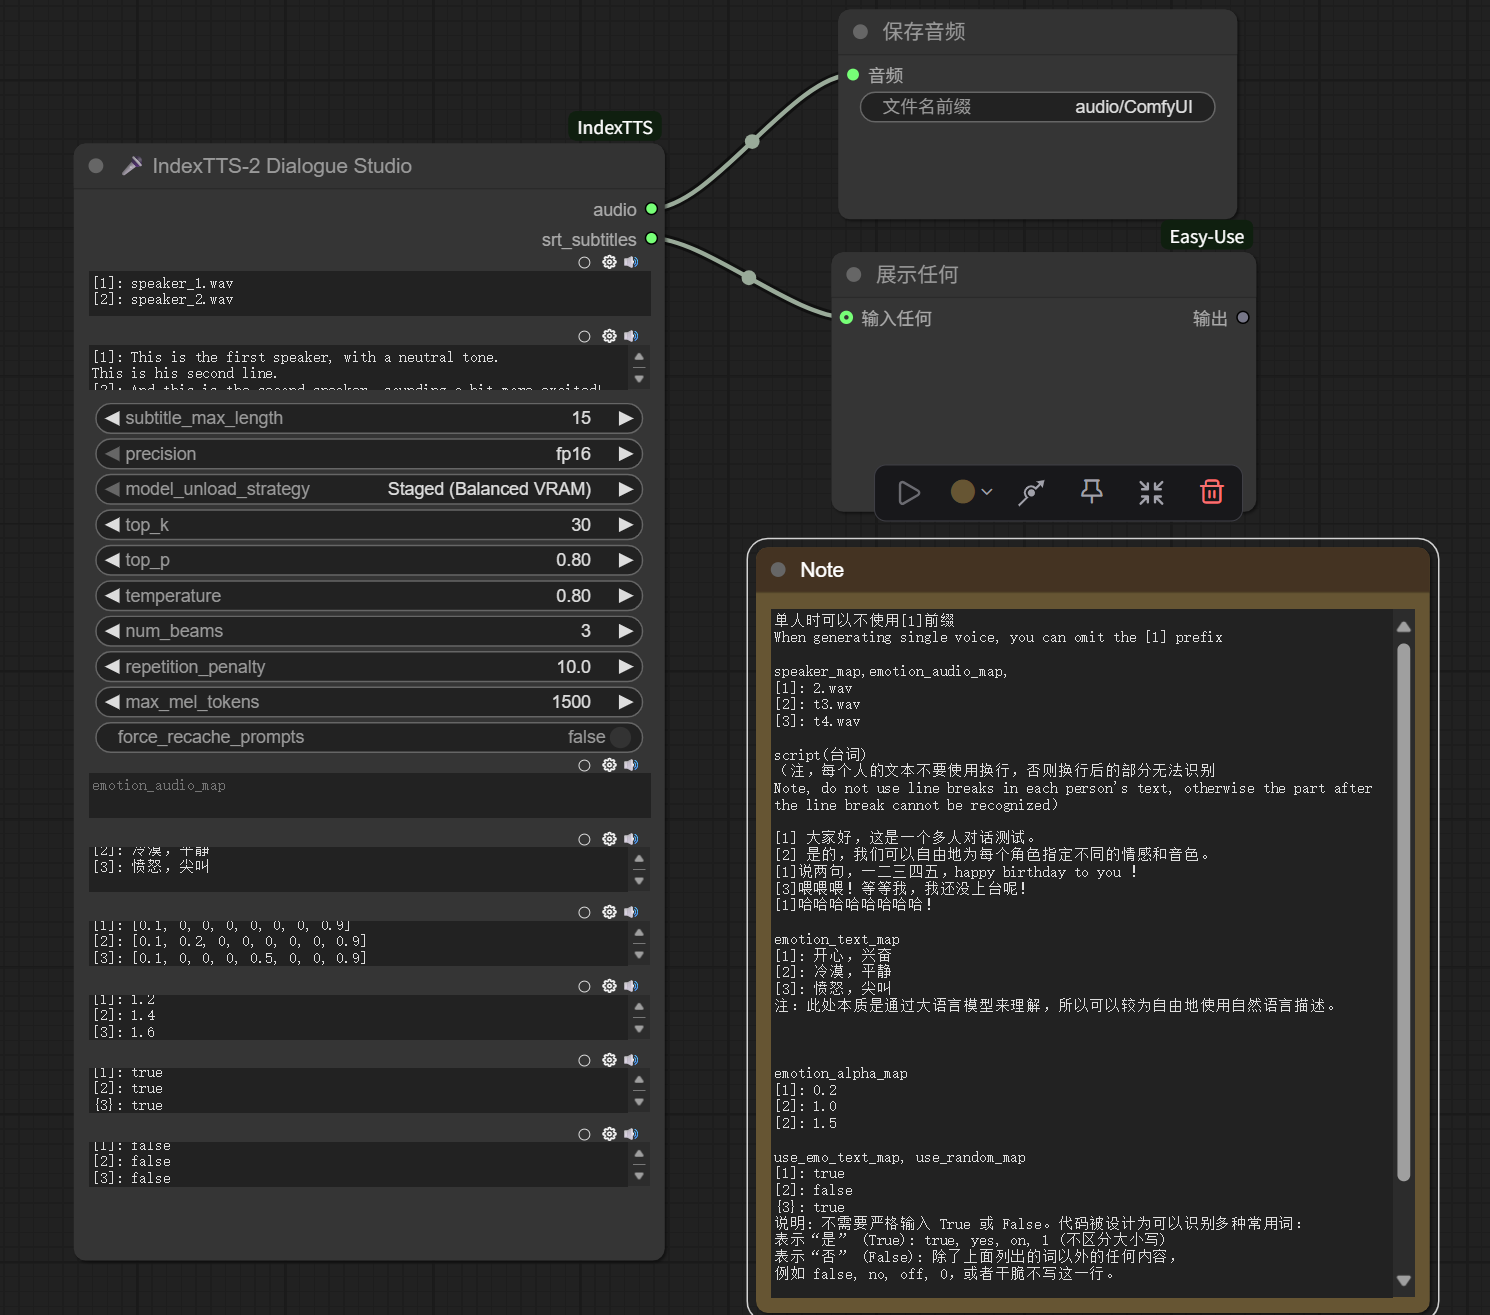 保存音频
音频
文件名前缀 audio/ComfyUI
IndexTTS
IndexTTS-2 Dialogue Studio
audio
srt_subtitles
[1]: speaker_1.wav
[2]: speaker_2.wav
[1]: This is the first speaker, with a neutral tone.
This is his second line.
[2]: And this is the second speaker, sounding a bit more excited!
subtitle_max_length 15
precision fp16
model_unload_strategy Staged (Balanced VRAM)
top_k 30
top_p 0.80
temperature 0.80
num_beams 3
repetition_penalty 10.0
max_mel_tokens 1500
force_recache_prompts false
emotion_audio_map
[2]: 冷漠，平静
[3]: 愤怒，尖叫
[1]: [0.1, 0, 0, 0, 0, 0, 0, 0.9]
[2]: [0.1, 0.2, 0, 0, 0, 0, 0, 0.9]
[3]: [0.1, 0, 0, 0, 0.5, 0, 0, 0.9]
[1]: 1.2
[2]: 1.4
[3]: 1.6
[1]: true
[2]: true
{3}: true
[1]: false
[2]: false
[3]: false
Easy-Use
展示任何
输入任何 输出
Note
单人时可以不使用[1]前缀
When generating single voice, you can omit the [1] prefix
speaker_map,emotion_audio_map,
[1]: 2.wav
[2]: t3.wav
[3]: t4.wav
script(台词)
（注，每个人的文本不要使用换行，否则换行后的部分无法识别
Note, do not use line breaks in each person's text, otherwise the part after
the line break cannot be recognized）
[1] 大家好，这是一个多人对话测试。
[2] 是的，我们可以自由地为每个角色指定不同的情感和音色。
[1]说两句，一二三四五，happy birthday to you ！
[3]喂喂喂！等等我，我还没上台呢！
[1]哈哈哈哈哈哈哈哈！
emotion_text_map
[1]: 开心，兴奋
[2]: 冷漠，平静
[3]: 愤怒，尖叫
注：此处本质是通过大语言模型来理解，所以可以较为自由地使用自然语言描述。
emotion_alpha_map
[1]: 0.2
[2]: 1.0
[2]: 1.5
use_emo_text_map, use_random_map
[1]: true
[2]: false
{3}: true
说明: 不需要严格输入 True 或 False。代码被设计为可以识别多种常用词：
表示“是” (True): true, yes, on, 1 (不区分大小写)
表示“否” (False): 除了上面列出的词以外的任何内容，
例如 false, no, off, 0，或者干脆不写这一行。